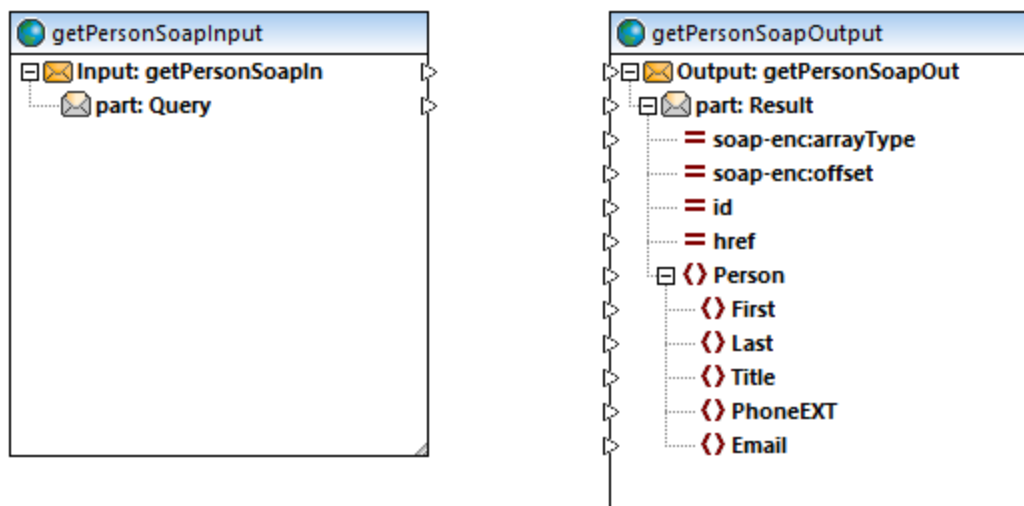 getPersonSoapInput
Input: getPersonSoapIn
part: Query
getPersonSoapOutput
Output: getPersonSoapOut
part: Result
soap-enc:arrayType
soap-enc:offset
id
href
Person
First
Last
Title
PhoneEXT
Email